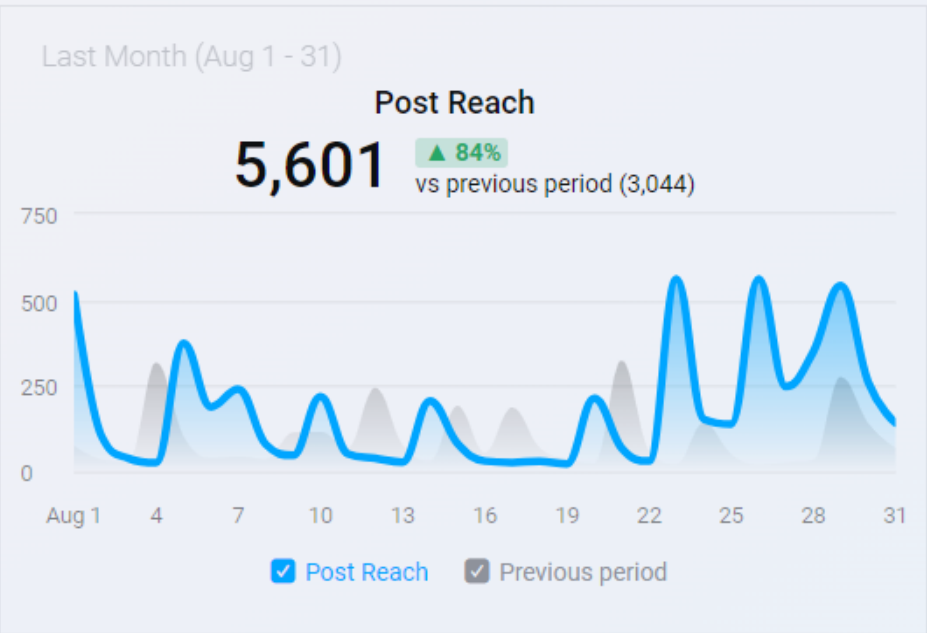 Last Month (Aug 1 - 31)
Post Reach
5,601
▲ 84%
vs previous period (3,044)
750
500
250
0
Aug 1 4 7 10 13 16 19 22 25 28 31
Post Reach Previous period